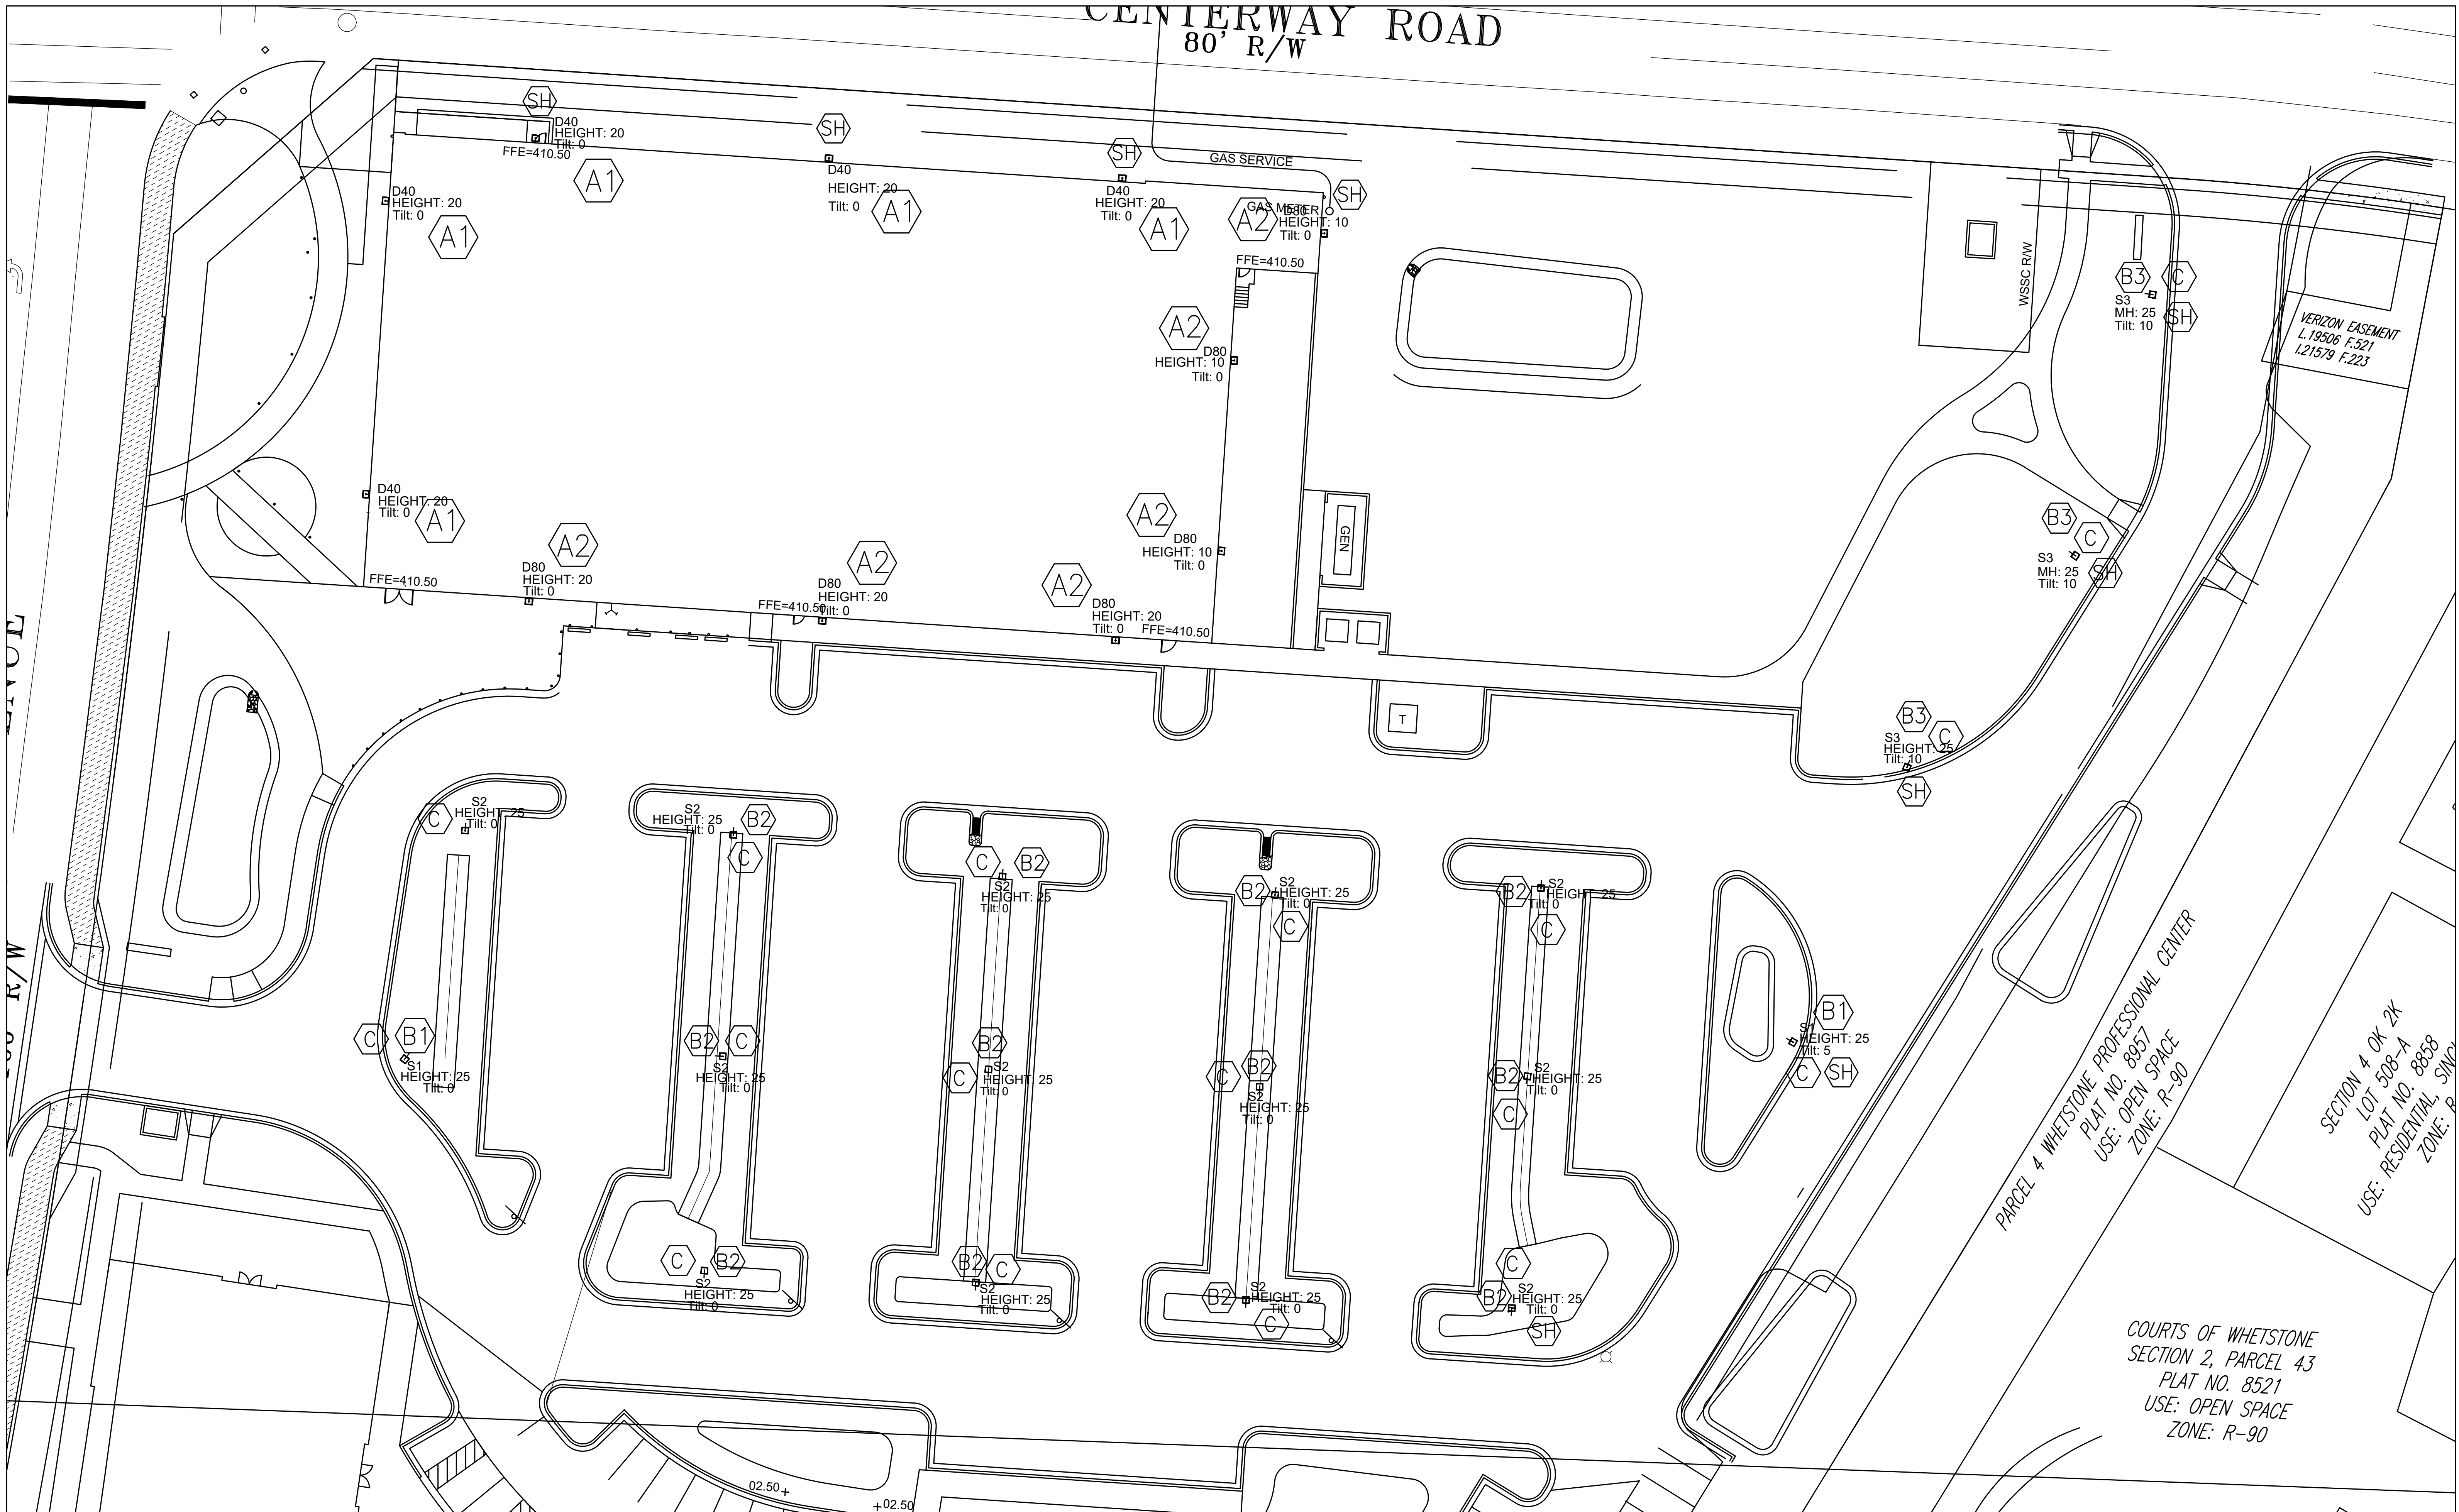 CENTERWAY ROAD
80' R/W
SH
D40
HEIGHT: 20
Tilt: 0
FFE=410.50
A1
SH
D40
HEIGHT: 20
Tilt: 0
A1
SH
D40
HEIGHT: 20
Tilt: 0
A1
GAS SERVICE
SH
GAS METER
A2
D80
HEIGHT: 10
Tilt: 0
FFE=410.50
D40
HEIGHT: 20
Tilt: 0
A1
A2
D80
HEIGHT: 10
Tilt: 0
WSSC R/W
B3
C
S3
MH: 25
Tilt: 10
SH
VERIZON EASEMENT
L.19506 F.521
l.21579 F.223
D40
HEIGHT: 20
Tilt: 0
A1
A2
D80
HEIGHT: 10
Tilt: 0
GEN
B3
C
S3
MH: 25
Tilt: 10
SH
FFE=410.50
A2
D80
HEIGHT: 20
Tilt: 0
A2
D80
HEIGHT: 20
Tilt: 0
FFE=410.50
A2
D80
HEIGHT: 20
Tilt: 0
FFE=410.50
T
B3
C
S3
HEIGHT: 25
Tilt: 10
SH
R/W
C
S2
HEIGHT: 25
Tilt: 0
S2
HEIGHT: 25
Tilt: 0
B2
C
C
B2
S2
HEIGHT: 25
Tilt: 0
B2
S2
HEIGHT: 25
Tilt: 0
C
B2
S2
HEIGHT: 25
Tilt: 0
C
C
B1
S1
HEIGHT: 25
Tilt: 0
B2
C
S2
HEIGHT: 25
Tilt: 0
B2
C
S2
HEIGHT: 25
Tilt: 0
B2
C
S2
HEIGHT: 25
Tilt: 0
B2
S2
HEIGHT: 25
Tilt: 0
C
B1
S1
HEIGHT: 25
Tilt: 5
C
SH
C
B2
S2
HEIGHT: 25
Tilt: 0
B2
C
S2
HEIGHT: 25
Tilt: 0
B2
S2
HEIGHT: 25
Tilt: 0
C
C
B2
S2
HEIGHT: 25
Tilt: 0
SH
PARCEL 4 WHETSTONE PROFESSIONAL CENTER
PLAT NO. 8957
USE: OPEN SPACE
ZONE: R-90
SECTION 4 OK 2K
LOT 508-A
PLAT NO. 8858
USE: RESIDENTIAL,
ZONE:
COURTS OF WHETSTONE
SECTION 2, PARCEL 43
PLAT NO. 8521
USE: OPEN SPACE
ZONE: R-90
02.50
02.50